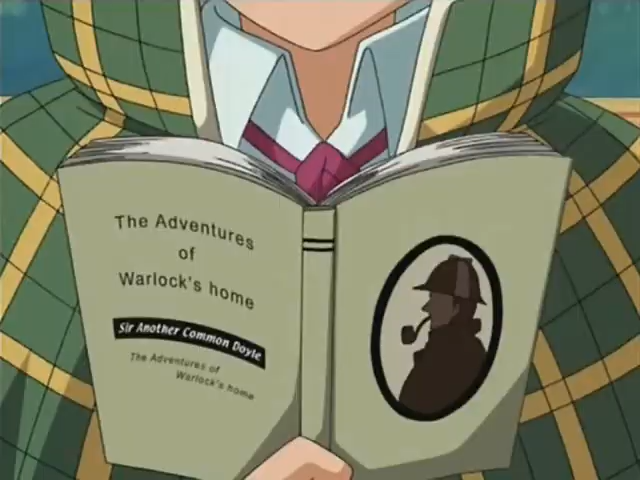 The Adventures
of
Warlock's home
Sir Another Common Doyle
The Adventures of
Warlock's home